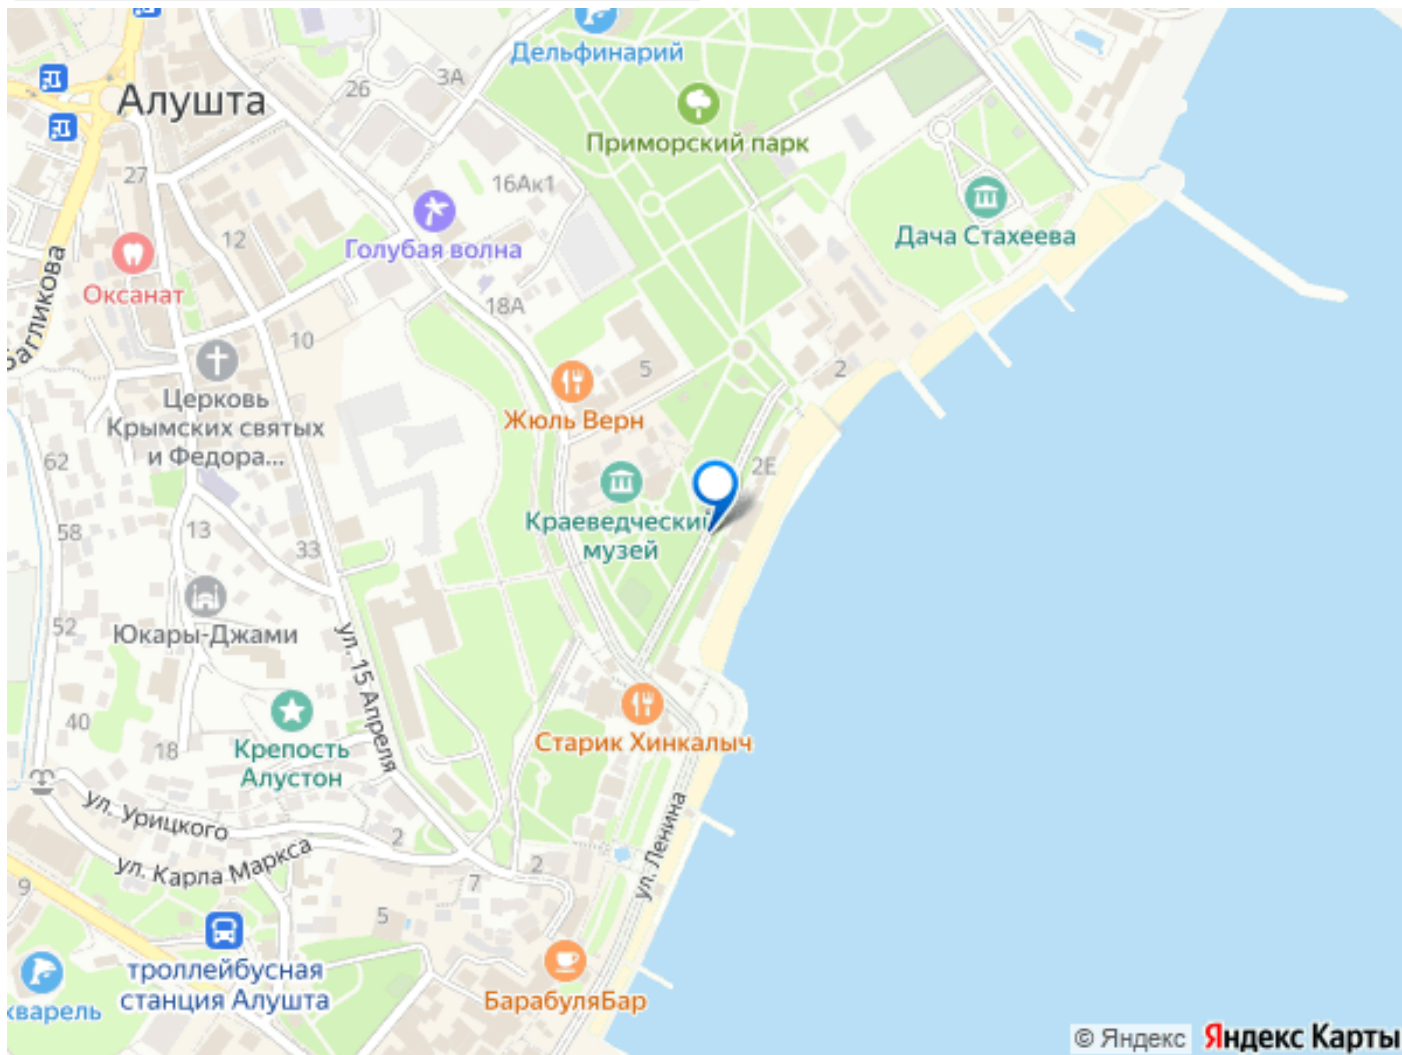 Дельфинарий
3А
26
Алушта
Приморский парк
27
16Ак1
12
Голубая волна
Дача Стахеева
Багликова
Оксанат
18А
10
5
2
Церковь
Крымских святых
и Федора...
Жюль Верн
62
2Е
58
13
33
Краеведческий
музей
52
Юкары-Джами
ул. 15 Апреля
40
18
Крепость
Алустон
Старик Хинкалыч
ул. Урицкого
2
ул. Карла Маркса
ул. Ленина
2
7
9
5
троллейбусная
станция Алушта
кварель
БарабуляБар
© Яндекс Яндекс Карты